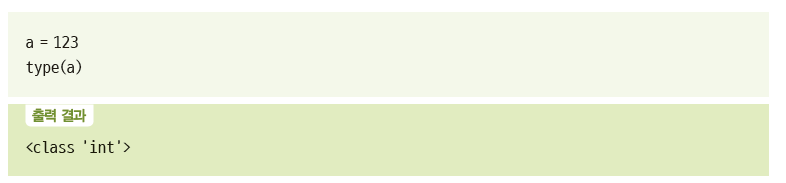 a = 123
type(a)
출력 결과
<class 'int'>